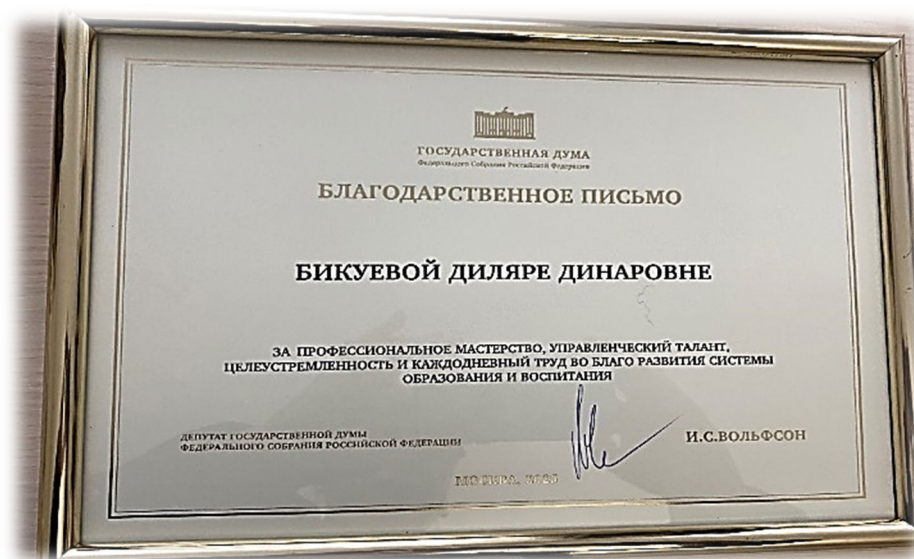 ГОСУДАРСТВЕННАЯ ДУМА
Федерального Собрания Российской Федерации
БЛАГОДАРСТВЕННОЕ ПИСЬМО
БИКУЕВОЙ ДИЛЯРЕ ДИНАРОВНЕ
ЗА ПРОФЕССИОНАЛЬНОЕ МАСТЕРСТВО, УПРАВЛЕНЧЕСКИЙ ТАЛАНТ,
ЦЕЛЕУСТРЕМЛЕННОСТЬ И КАЖДОДНЕВНЫЙ ТРУД ВО БЛАГО РАЗВИТИЯ СИСТЕМЫ
ОБРАЗОВАНИЯ И ВОСПИТАНИЯ
ДЕПУТАТ ГОСУДАРСТВЕННОЙ ДУМЫ
ФЕДЕРАЛЬНОГО СОБРАНИЯ РОССИЙСКОЙ ФЕДЕРАЦИИ
И.С.ВОЛЬФСОН
МОСКВА,